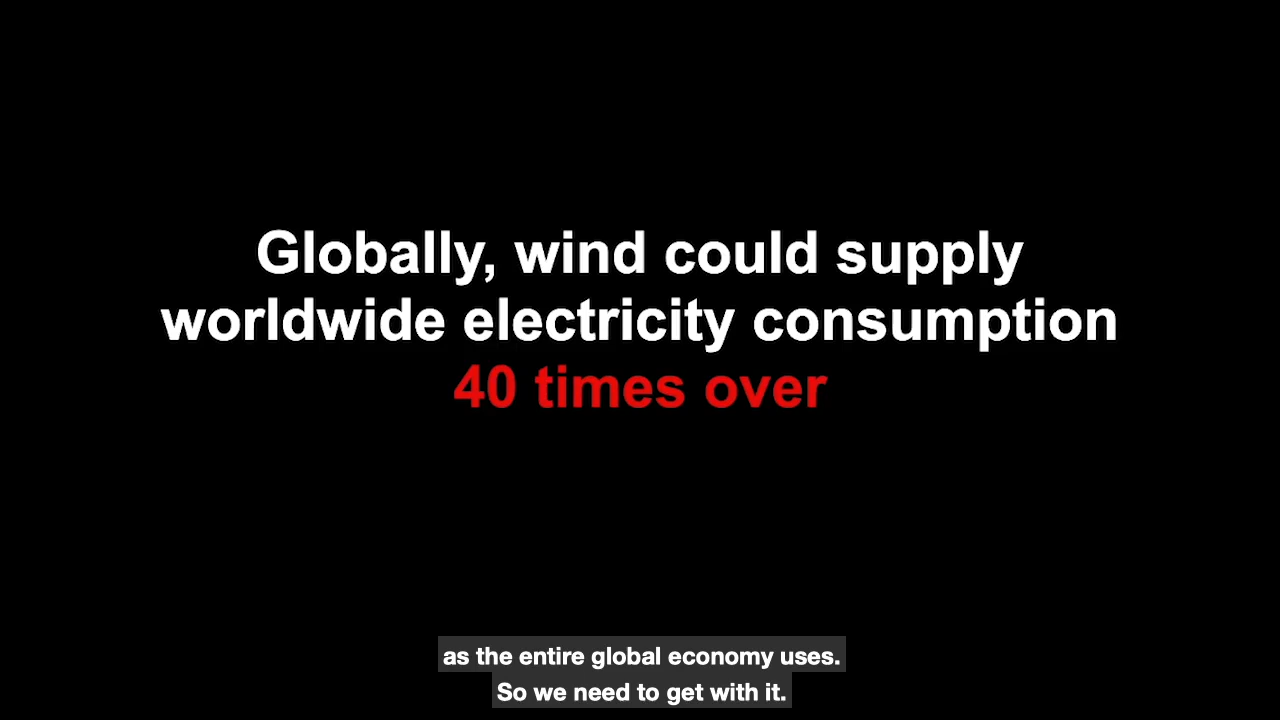 Globally, wind could supply
worldwide electricity consumption
40 times over
as the entire global economy uses.
So we need to get with it.